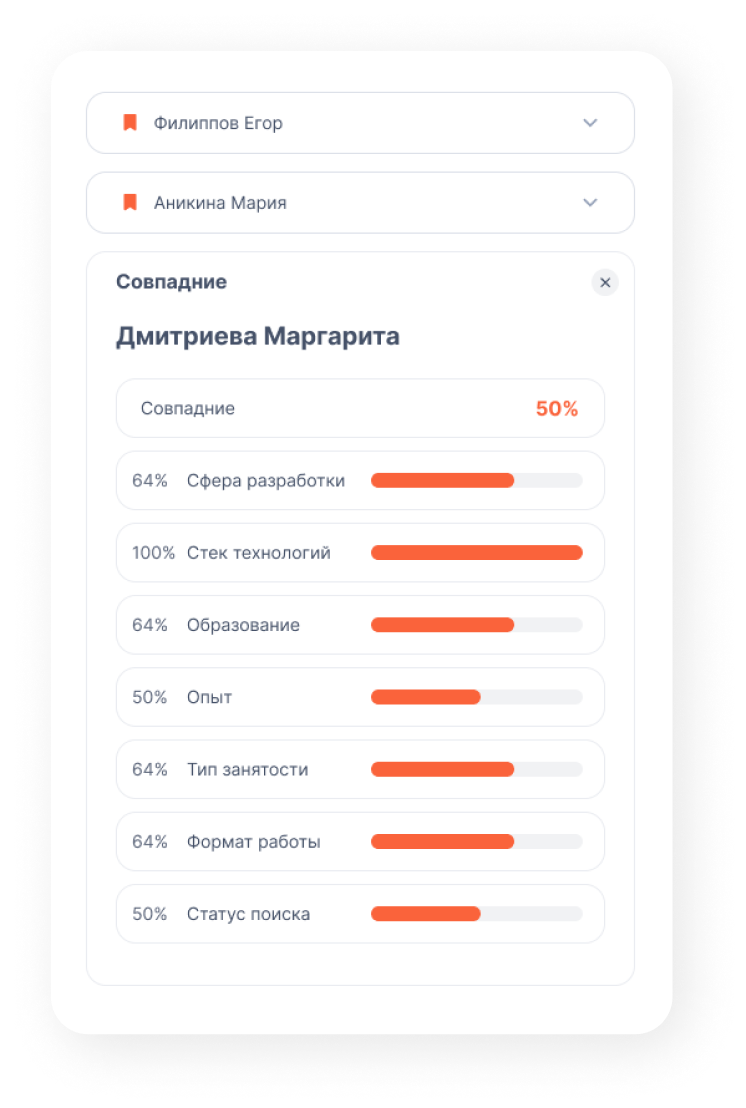 Филиппов Егор
Аникина Мария
Совпадние
Дмитриева Маргарита
Совпадние 50%
64% Сфера разработки
100% Стек технологий
64% Образование
50% Опыт
64% Тип занятости
64% Формат работы
50% Статус поиска